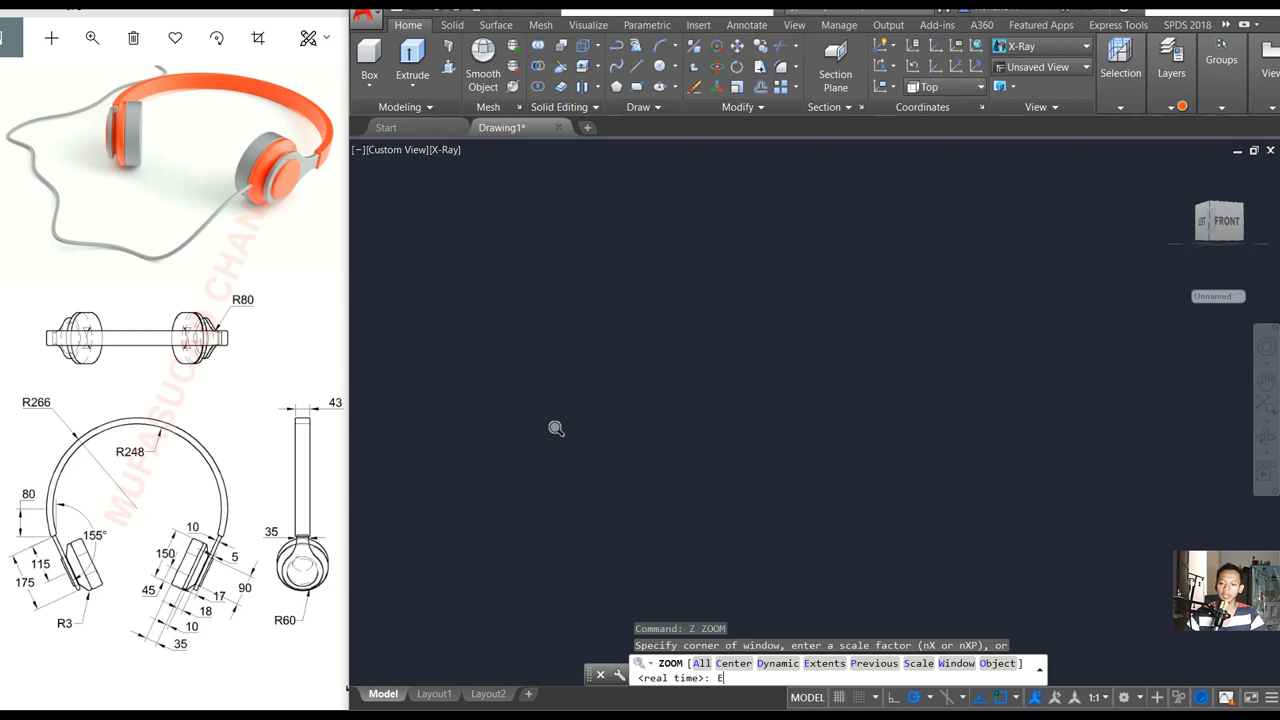 Home Solid Surface Mesh Visualize Parametric Insert Annotate View Manage Output Add-ins A360 Featured Apps Express Tools SPDS 2018
X-Ray
Unsaved View
Top
Box Extrude Smooth Object Section Plane Selection Layers Groups
Modeling Mesh Solid Editing Draw Modify Section Coordinates View
Start Drawing1*
[−][Custom View][X-Ray]
LEFT FRONT
Unnamed
R80
R266
43
R248
80
155°
10
35
150
5
115
175
90
45
17
18
R3
10
R60
35
MUFASUCAD CHAN
Command: Z ZOOM
Specify corner of window, enter a scale factor (nX or nXP), or
ZOOM [All Center Dynamic Extents Previous Scale Window Object]
<real time>: E
Model Layout1 Layout2 +
MODEL 1:1